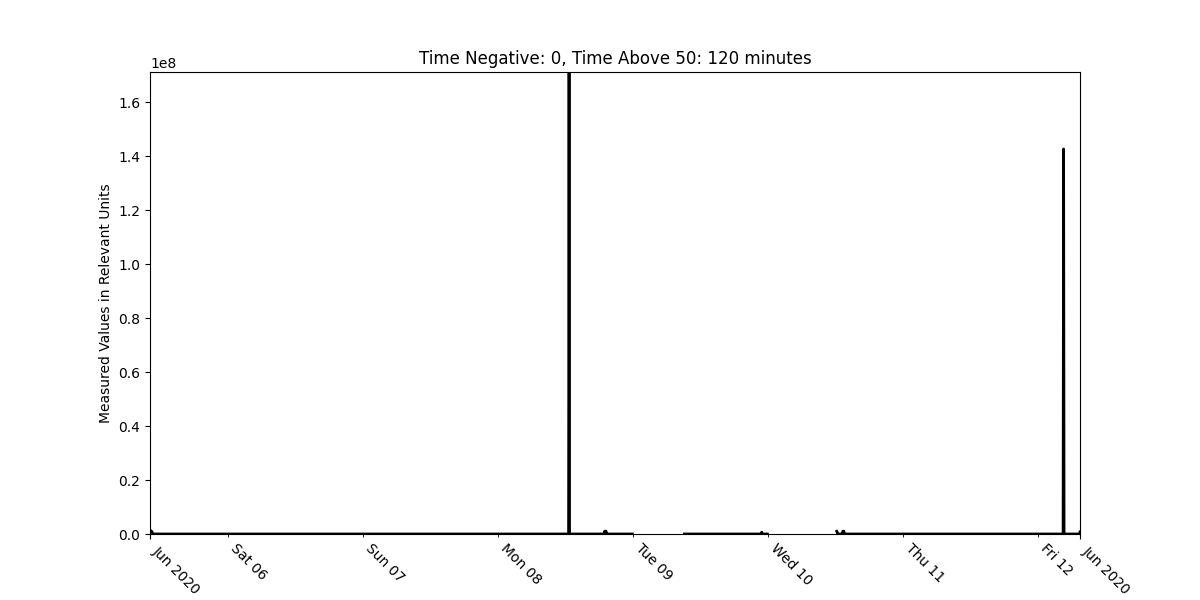 Time Negative: 0, Time Above 50: 120 minutes
1e8
Measured Values in Relevant Units
1.6
1.4
1.2
1.0
0.8
0.6
0.4
0.2
0.0
Jun 2020
Sat 06
Sun 07
Mon 08
Tue 09
Wed 10
Thu 11
Fri 12
Jun 2020